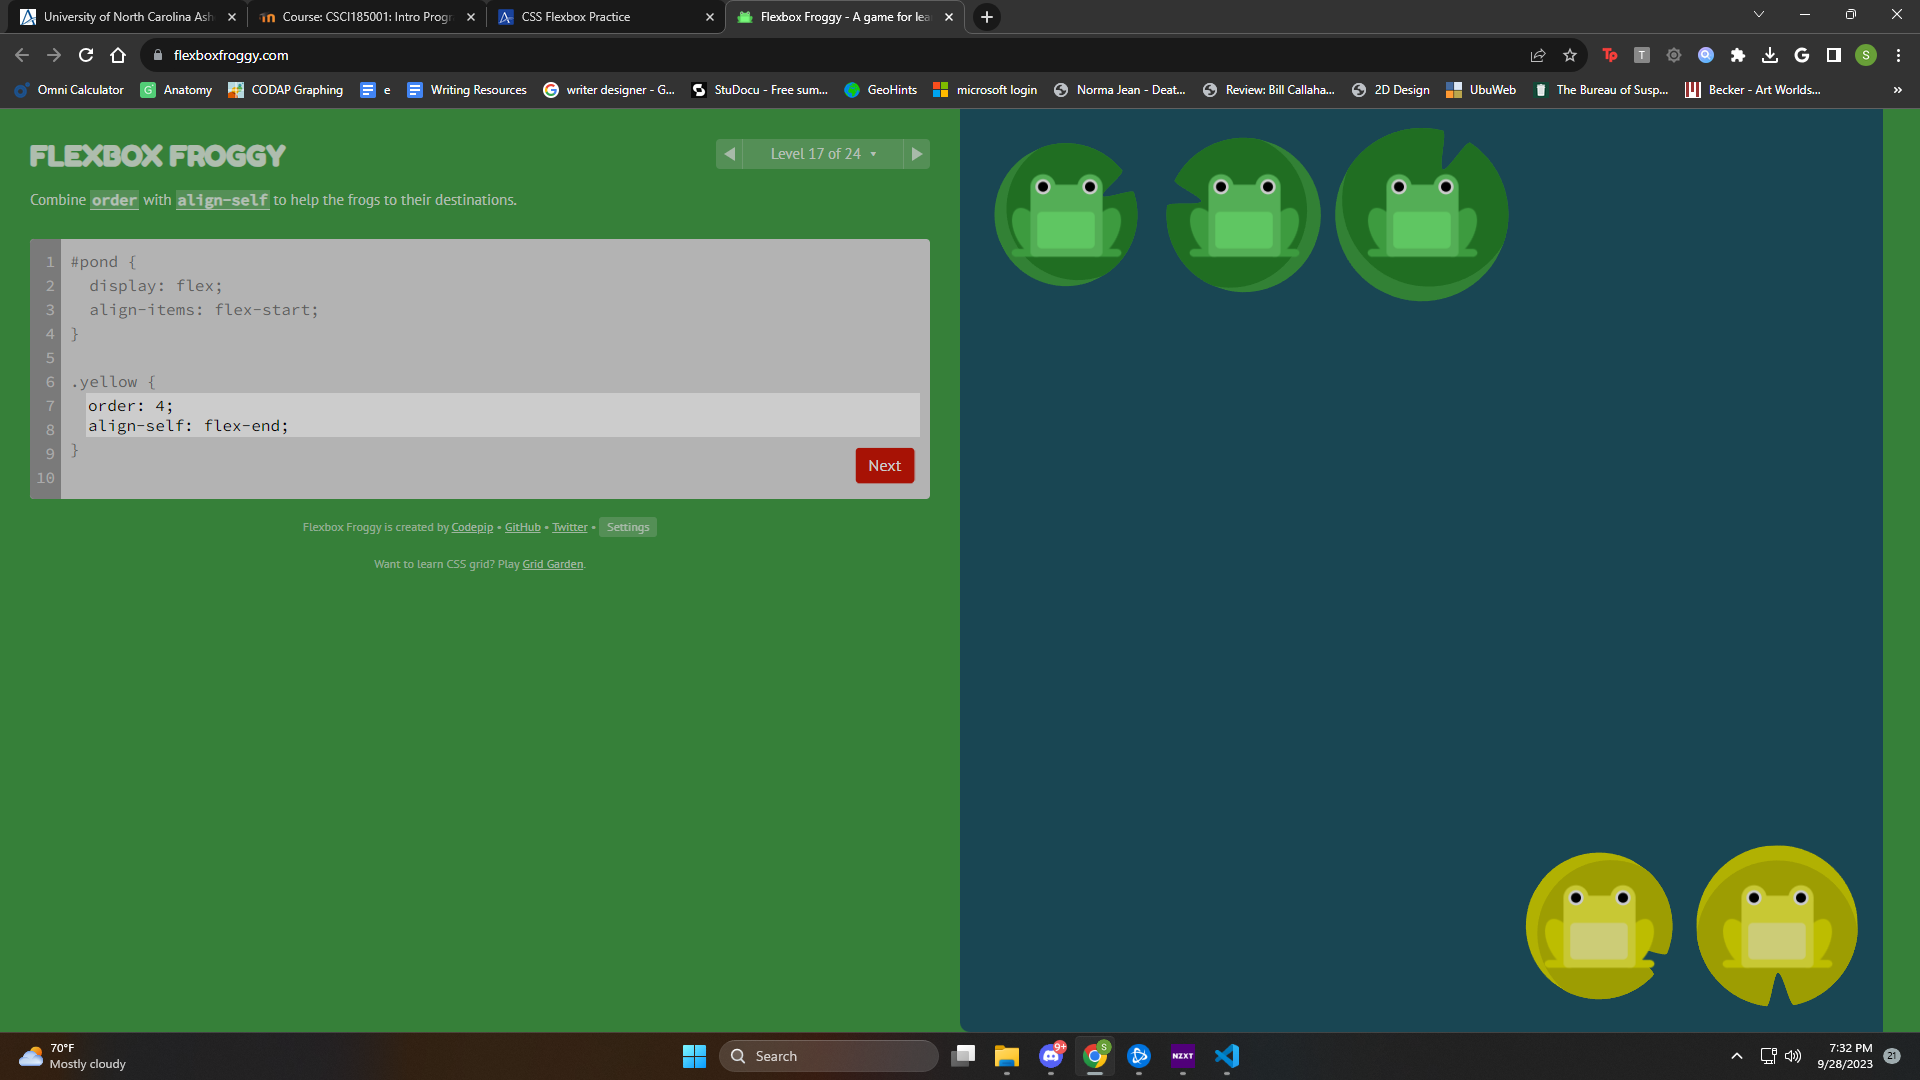 University of North Carolina Ash
Course: CSCI185001: Intro Progr
CSS Flexbox Practice
Flexbox Froggy - A game for lea
flexboxfroggy.com
Tp
T
G
S
Omni Calculator
Anatomy
CODAP Graphing
e
Writing Resources
writer designer - G...
StuDocu - Free sum...
GeoHints
microsoft login
Norma Jean - Deat...
Review: Bill Callaha...
2D Design
UbuWeb
The Bureau of Susp...
Becker - Art Worlds...
»
FLEXBOX FROGGY
Level 17 of 24
Combine order with align-self to help the frogs to their destinations.
1 #pond {
2 display: flex;
3 align-items: flex-start;
4 }
5
6 .yellow {
7 order: 4;
8 align-self: flex-end;
9 }
10
Next
Flexbox Froggy is created by Codepip • GitHub • Twitter • Settings
Want to learn CSS grid? Play Grid Garden.
70°F
Mostly cloudy
Search
9+
S
NZXT
7:32 PM
9/28/2023
21